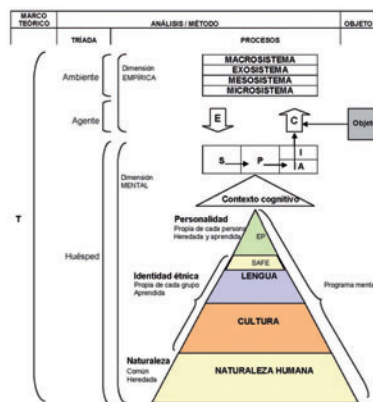 MARCO TEÓRICO
ANÁLISIS / MÉTODO
OBJETO
TRÍADA
PROCESOS
Ambiente
Dimensión EMPÍRICA
MACROSISTEMA
EXOSISTEMA
MESOSISTEMA
MICROSISTEMA
Agente
E
C
Objeto
T
Huésped
Dimensión MENTAL
S
P
I
A
Contexto cognitivo
Personalidad
Propia de cada persona
Heredada y aprendida
EP
SAFE
Identidad étnica
Propia de cada grupo
Aprendida
LENGUA
Programa mental
CULTURA
Naturaleza
Común
Heredada
NATURALEZA HUMANA